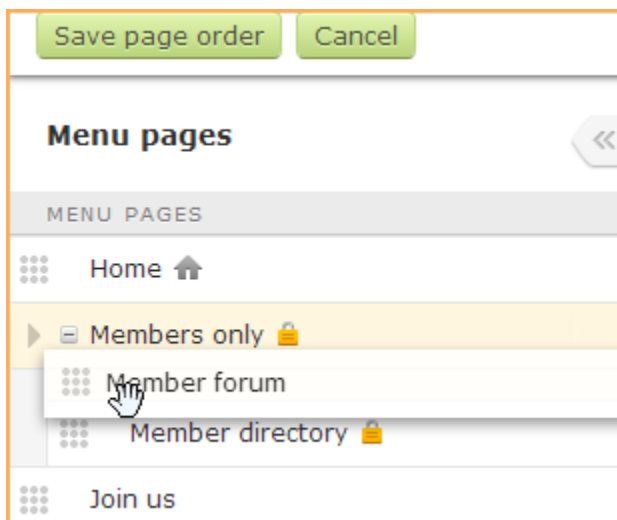 Save page order Cancel
Menu pages
MENU PAGES
Home
Members only
Member forum
Member directory
Join us